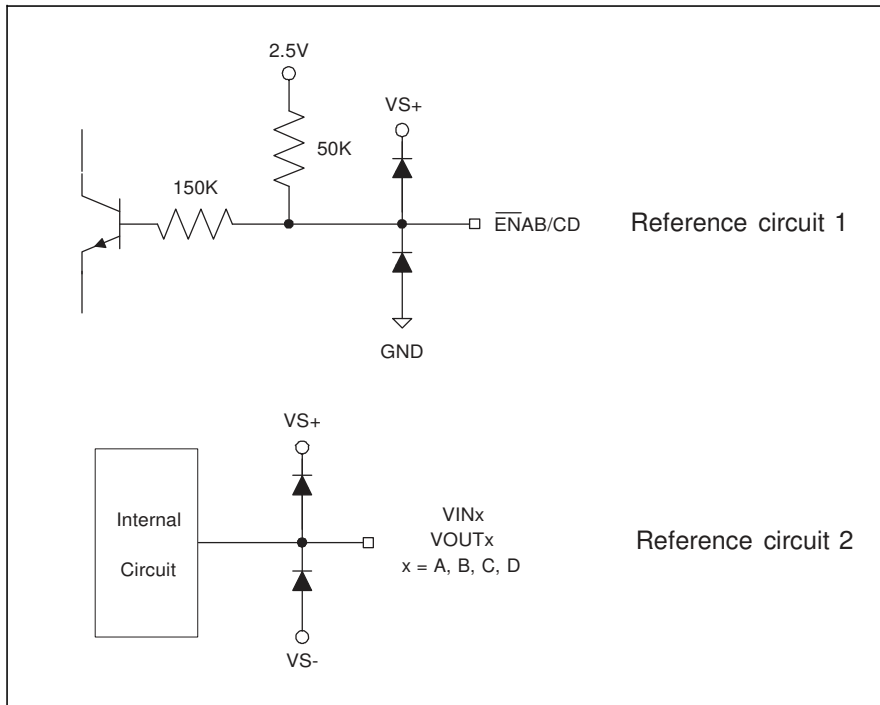 2.5V
VS+
50K
150K
E̅N̅AB/CD
Reference circuit 1
GND
VS+
Internal
Circuit
VINx
VOUTx
x = A, B, C, D
Reference circuit 2
VS-